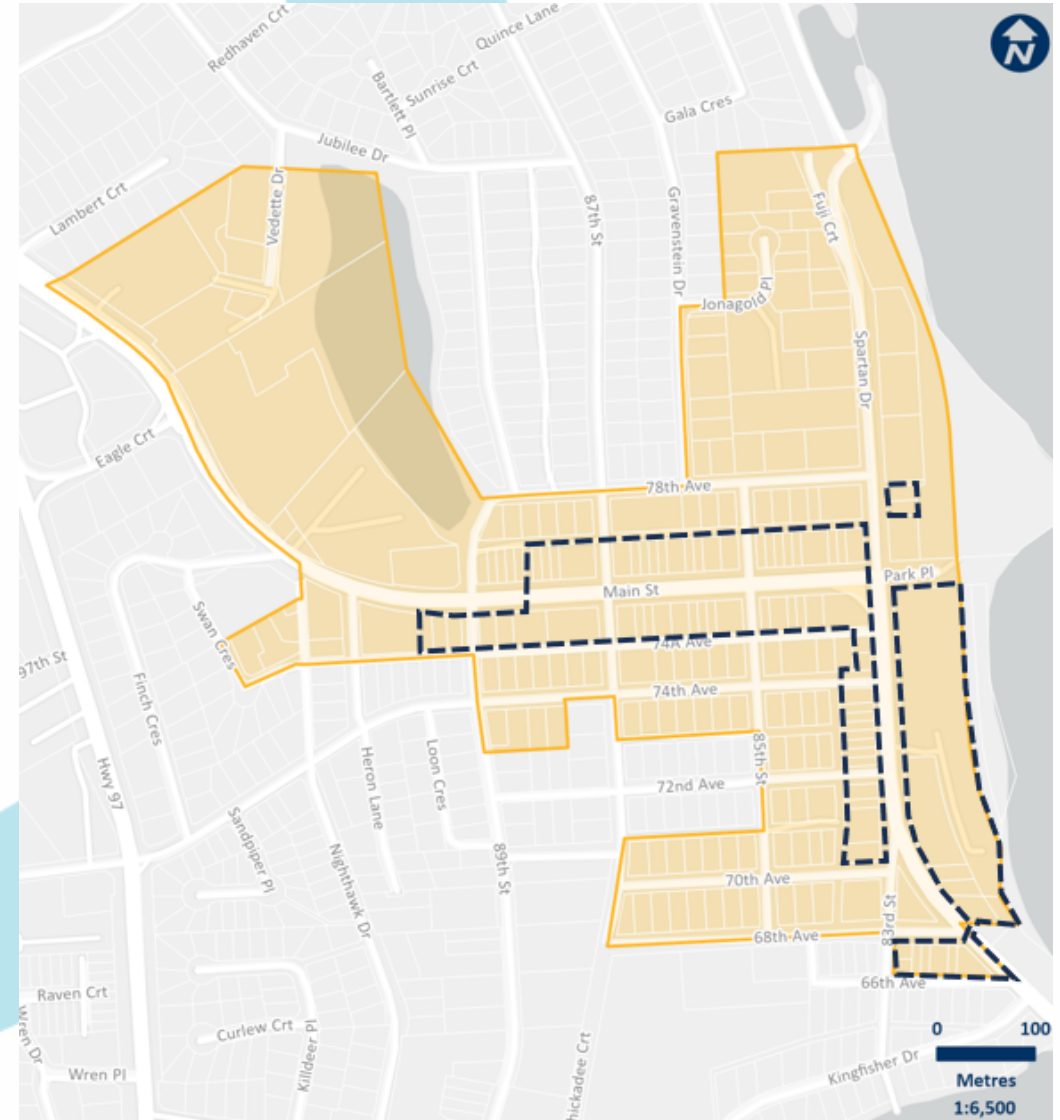 N
Redhaven Crt
Quince Lane
Sunrise Crt
Bartlett Pl
Gala Cres
Jubilee Dr
Lambert Crt
Vedette Dr
87th St
Gravenstein Dr
Fuji Crt
Jonagold Pl
Spartan Dr
Eagle Crt
78th Ave
Park Pl
Main St
Swan Cres
74A Ave
97th St
Finch Cres
74th Ave
Heron Lane
Loon Cres
85th St
Hwy 97
72nd Ave
Sandpiper Pl
89th St
Nighthawk Dr
70th Ave
83rd St
68th Ave
66th Ave
Raven Crt
Wren Dr
Curlew Crt
Killdeer Pl
Wren Pl
hickadee Crt
Kingfisher Dr
0 100
Metres
1:6,500